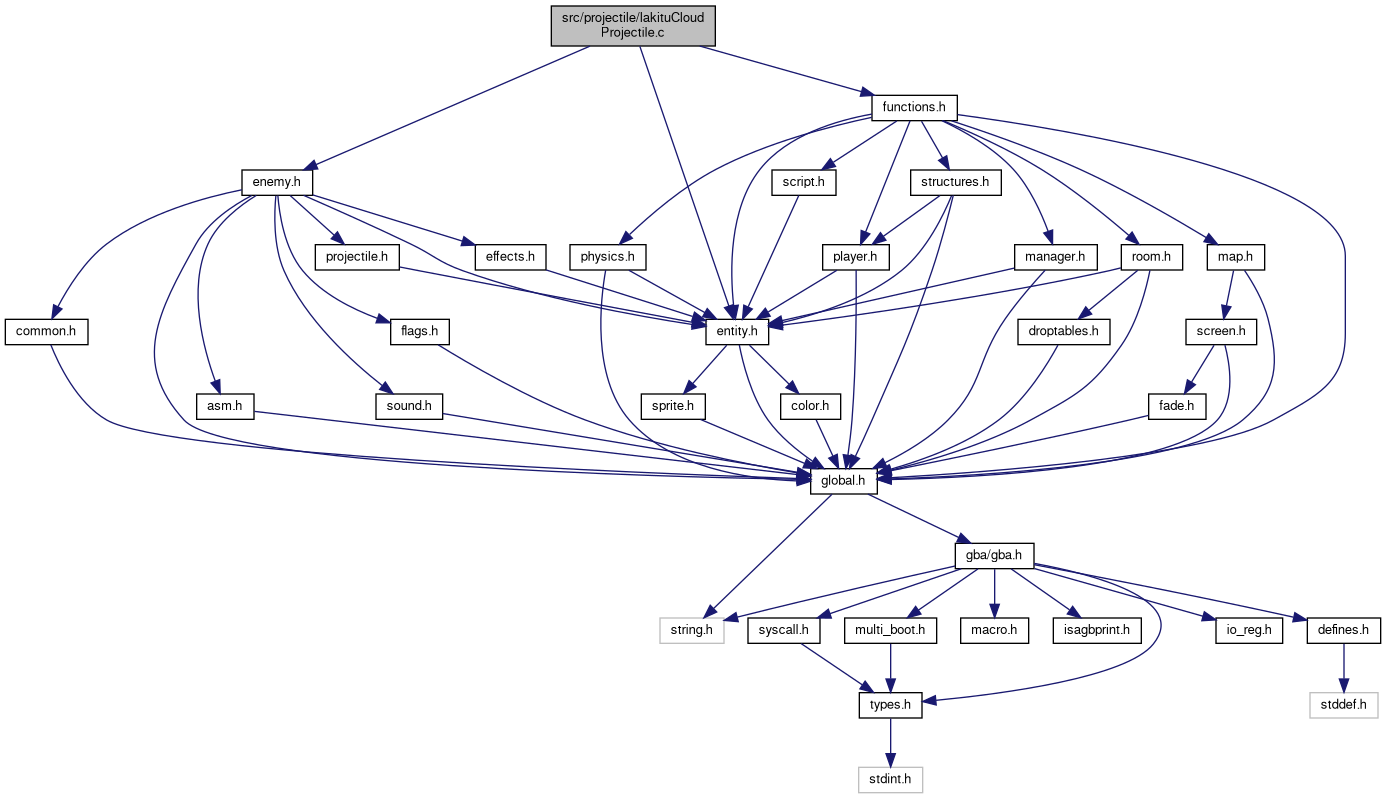 src/projectile/lakituCloud
Projectile.c
functions.h
enemy.h
script.h
structures.h
projectile.h
effects.h
physics.h
player.h
manager.h
room.h
map.h
common.h
flags.h
entity.h
droptables.h
screen.h
asm.h
sound.h
sprite.h
color.h
fade.h
global.h
gba/gba.h
string.h
syscall.h
multi_boot.h
macro.h
isagbprint.h
io_reg.h
defines.h
types.h
stddef.h
stdint.h